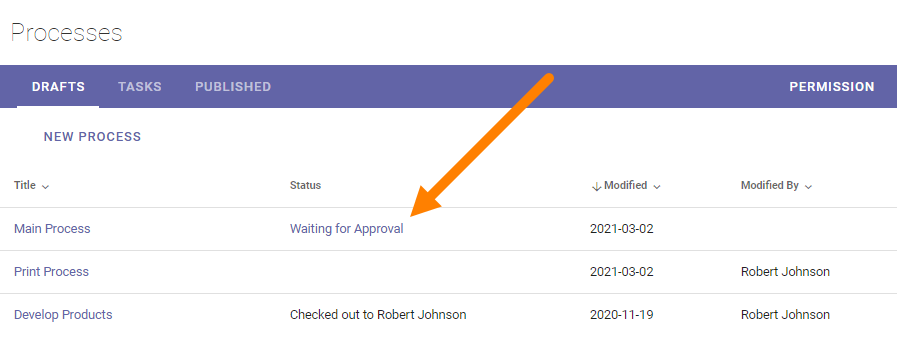 Processes
DRAFTS TASKS PUBLISHED PERMISSION
NEW PROCESS
Title Status Modified Modified By
Main Process Waiting for Approval 2021-03-02
Print Process 2021-03-02 Robert Johnson
Develop Products Checked out to Robert Johnson 2020-11-19 Robert Johnson